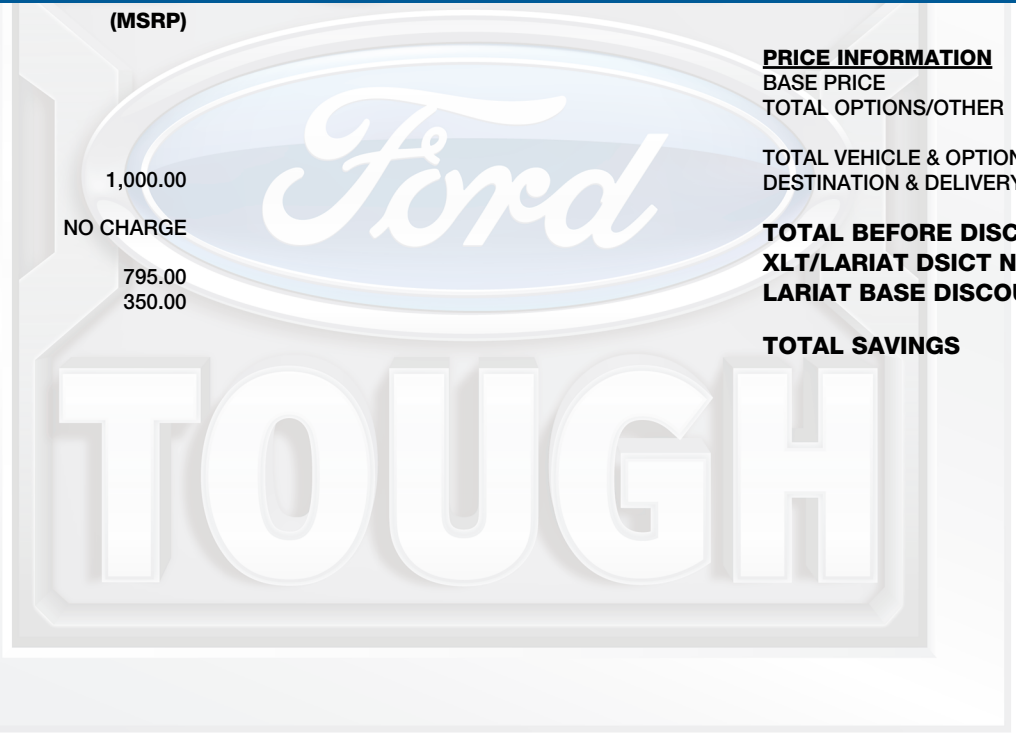 (MSRP)
1,000.00
NO CHARGE
795.00
350.00
PRICE INFORMATION
BASE PRICE
TOTAL OPTIONS/OTHER
TOTAL VEHICLE & OPTION
DESTINATION & DELIVERY
TOTAL BEFORE DISC
XLT/LARIAT DSICT N
LARIAT BASE DISCOU
TOTAL SAVINGS
Ford
TOUGH